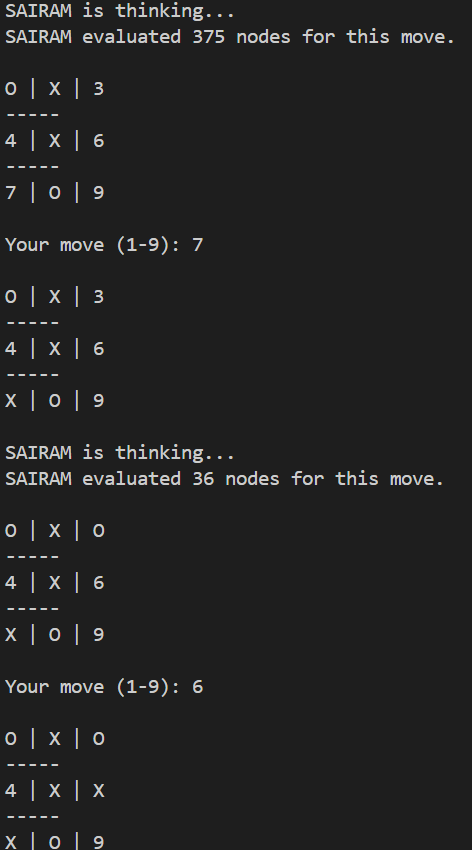 SAIRAM is thinking...
SAIRAM evaluated 375 nodes for this move.
O | X | 3
-----
4 | X | 6
-----
7 | O | 9
Your move (1-9): 7
O | X | 3
-----
4 | X | 6
-----
X | O | 9
SAIRAM is thinking...
SAIRAM evaluated 36 nodes for this move.
O | X | O
-----
4 | X | 6
-----
X | O | 9
Your move (1-9): 6
O | X | O
-----
4 | X | X
-----
X | O | 9